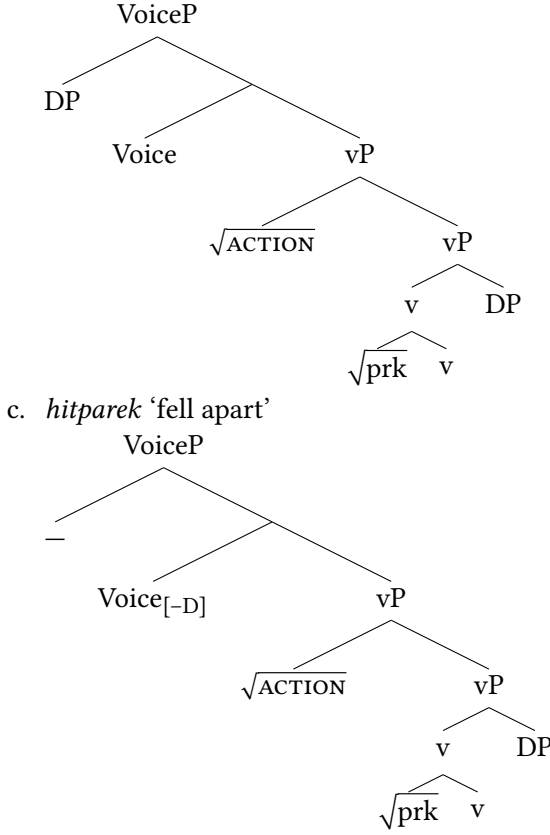 VoiceP
DP
Voice vP
√ACTION vP
v DP
√prk v
c. hitparek ‘fell apart’
VoiceP
–
Voice[–D] vP
√ACTION vP
v DP
√prk v